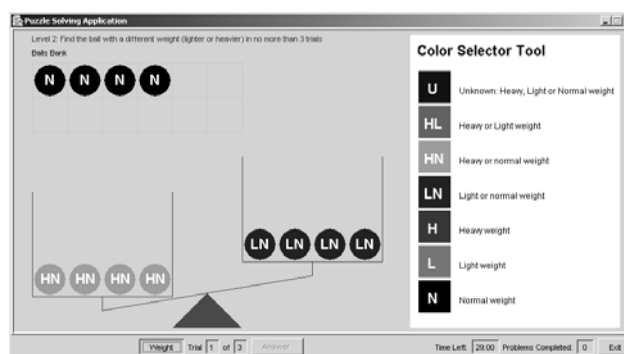 Puzzle Solving Application
Level 2: Find the ball with a different weight (lighter or heavier) in no more than 3 trials
Balls Bank
N N N N
HN HN HN HN
LN LN LN LN
Color Selector Tool
U Unknown: Heavy, Light or Normal weight
HL Heavy or Light weight
HN Heavy or normal weight
LN Light or normal weight
H Heavy weight
L Light weight
N Normal weight
Weight Trial 1 of 3 Answer Time Left: 29:00 Problems Completed: 0 Exit